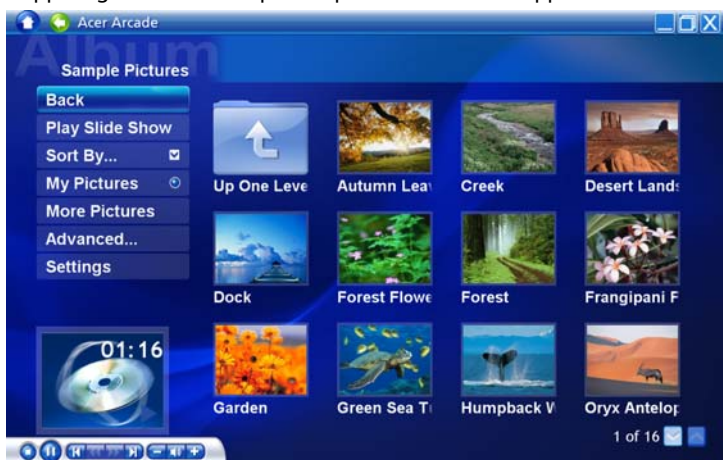 Acer Arcade
Album
Sample Pictures
Back
Play Slide Show
Sort By...
My Pictures
More Pictures
Advanced...
Settings
Up One Leve
Autumn Lea
Creek
Desert Lands
Dock
Forest Flowe
Forest
Frangipani F
Garden
Green Sea T
Humpback W
Oryx Antelop
01:16
1 of 16